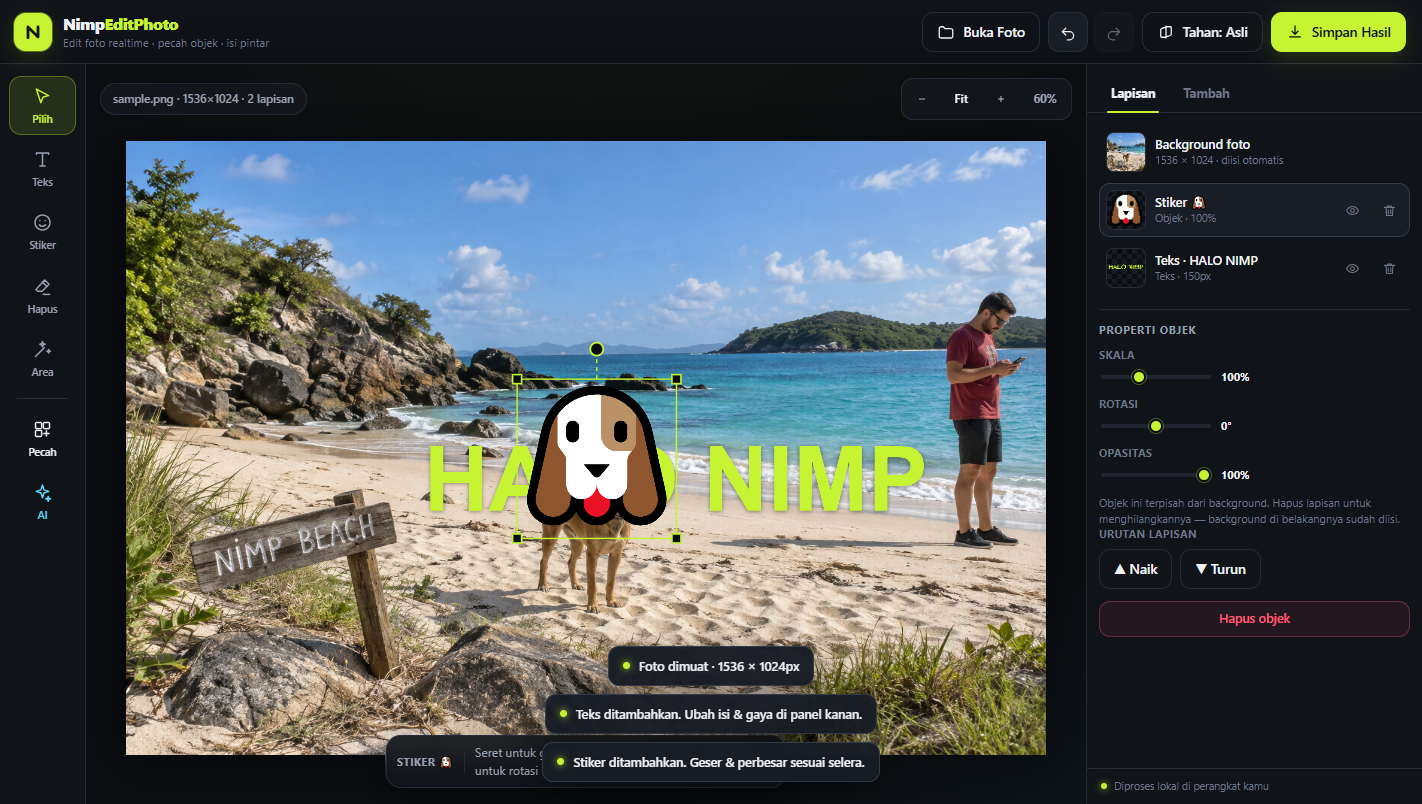 N
NimpEditPhoto
Edit foto realtime · pecah objek · isi pintar
Buka Foto
Tahan: Asli
Simpan Hasil
Pilih
Teks
Stiker
Hapus
Area
Pecah
AI
sample.png · 1536×1024 · 2 lapisan
− Fit + 60%
NIMP
NIMP BEACH
Foto dimuat · 1536 × 1024px
Teks ditambahkan. Ubah isi & gaya di panel kanan.
STIKER
Seret untuk
untuk rotasi
Stiker ditambahkan. Geser & perbesar sesuai selera.
Lapisan
Tambah
Background foto
1536 × 1024 · diisi otomatis
Stiker
Objek · 100%
HALO NIMP
Teks · HALO NIMP
Teks · 150px
PROPERTI OBJEK
SKALA
100%
ROTASI
0°
OPASITAS
100%
Objek ini terpisah dari background. Hapus lapisan untuk
menghilangkannya — background di belakangnya sudah diisi.
URUTAN LAPISAN
▲ Naik
▼ Turun
Hapus objek
Diproses lokal di perangkat kamu